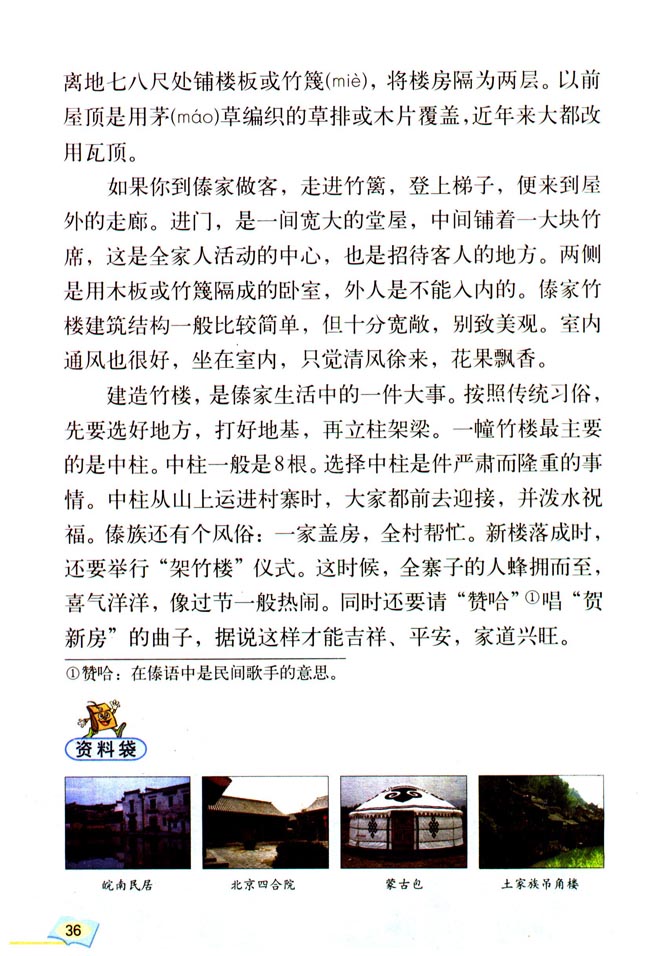 离地七八尺处铺楼板或竹篾(miè)，将楼房隔为两层。以前
屋顶是用茅(máo)草编织的草排或木片覆盖，近年来大都改
用瓦顶。
如果你到傣家做客，走进竹篱，登上梯子，便来到屋
外的走廊。进门，是一间宽大的堂屋，中间铺着一大块竹
席，这是全家人活动的中心，也是招待客人的地方。两侧
是用木板或竹篾隔成的卧室，外人是不能入内的。傣家竹
楼建筑结构一般比较简单，但十分宽敞，别致美观。室内
通风也很好，坐在室内，只觉清风徐来，花果飘香。
建造竹楼，是傣家生活中的一件大事。按照传统习俗，
先要选好地方，打好地基，再立柱架梁。一幢竹楼最主要
的是中柱。中柱一般是8根。选择中柱是件严肃而隆重的事
情。中柱从山上运进村寨时，大家都前去迎接，并泼水祝
福。傣族还有个风俗：一家盖房，全村帮忙。新楼落成时，
还要举行“架竹楼”仪式。这时候，全寨子的人蜂拥而至，
喜气洋洋，像过节一般热闹。同时还要请“赞哈”①唱“贺
新房”的曲子，据说这样才能吉祥、平安，家道兴旺。
①赞哈：在傣语中是民间歌手的意思。
资料袋
皖南民居 北京四合院 蒙古包 土家族吊角楼
36